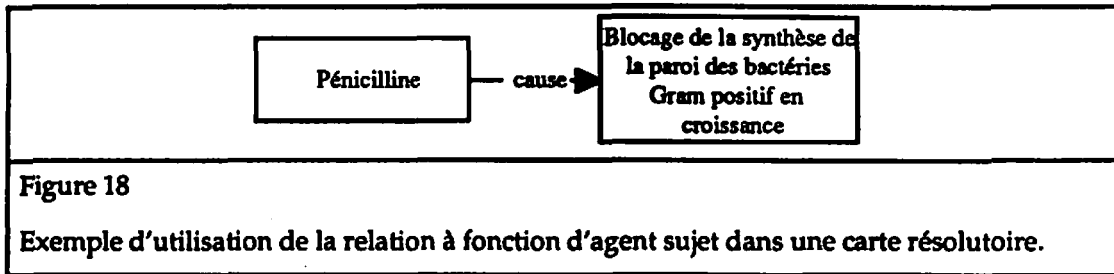 Pénicilline
cause
Blocage de la synthèse de
la paroi des bactéries
Gram positif en
croissance
Figure 18
Exemple d'utilisation de la relation à fonction d'agent sujet dans une carte résolutoire.